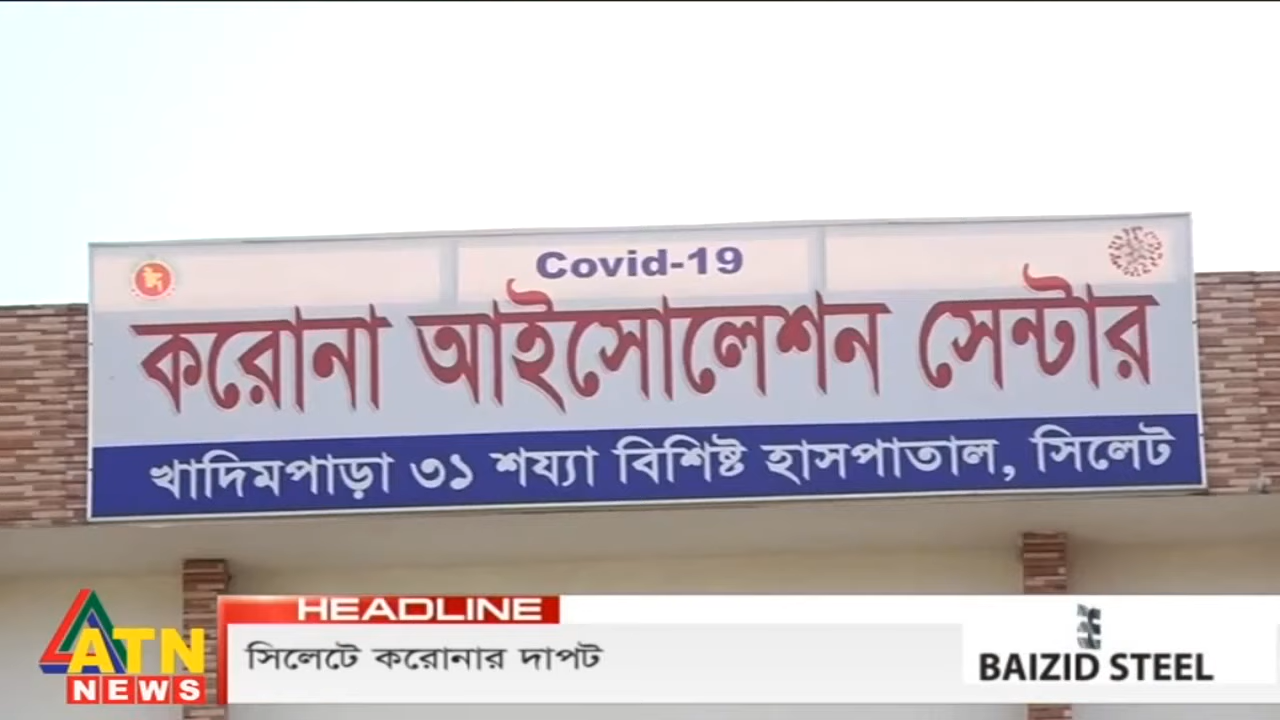 Covid-19
করোনা আইসোলেশন সেন্টার
খাদিমপাড়া ৩১ শয্যা বিশিষ্ট হাসপাতাল, সিলেট
HEADLINE
সিলেটে করোনার দাপট
ATN
NEWS
BAIZID STEEL